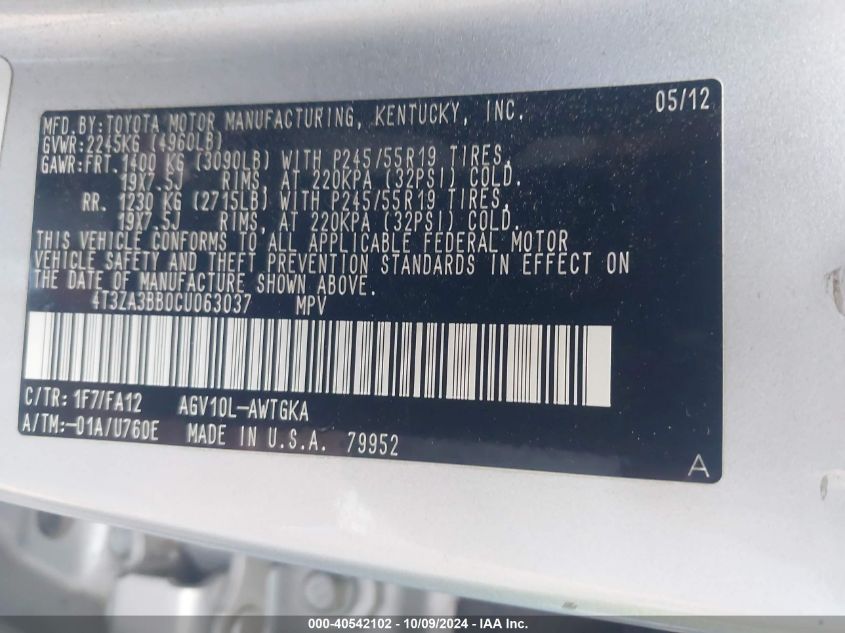 MFD.BY:TOYOTA MOTOR MANUFACTURING, KENTUCKY, INC. 05/12
GVWR:2245KG (4960LB)
GAWR:FRT.1400 KG (3090LB) WITH P245/55R19 TIRES,
19X7.5J RIMS, AT 220KPA (32PSI) COLD.
RR. 1230 KG (2715LB) WITH P245/55R19 TIRES,
19X7.5J RIMS, AT 220KPA (32PSI) COLD.
THIS VEHICLE CONFORMS TO ALL APPLICABLE FEDERAL MOTOR
VEHICLE SAFETY AND THEFT PREVENTION STANDARDS IN EFFECT ON
THE DATE OF MANUFACTURE SHOWN ABOVE.
4T3ZA3BB0CU063037 MPV
C/TR: 1F7/FA12 AGV10L-AWTGKA
A/TM:-01A/U760E MADE IN U.S.A. 79952
A
000-40542102 - 10/09/2024 - IAA Inc.